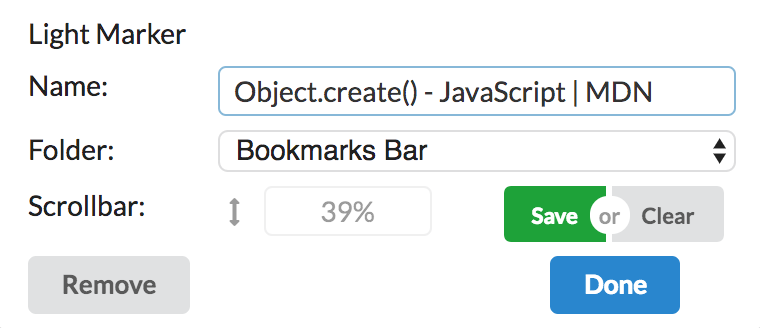 Light Marker
Name: Object.create() - JavaScript | MDN
Folder: Bookmarks Bar
Scrollbar: 39% Save or Clear
Remove Done